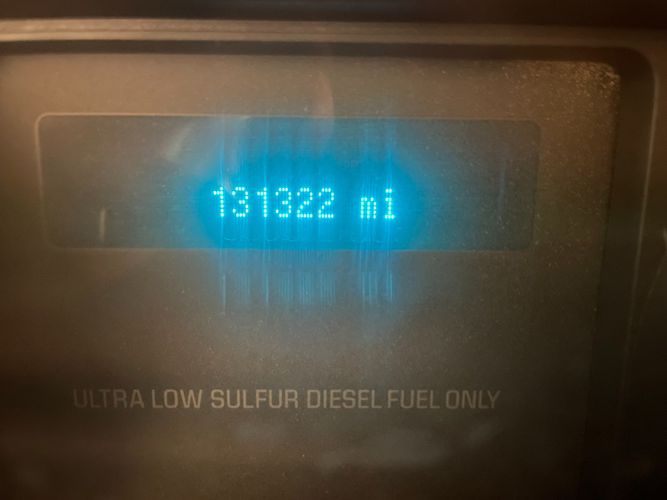 131322 mi
ULTRA LOW SULFUR DIESEL FUEL ONLY